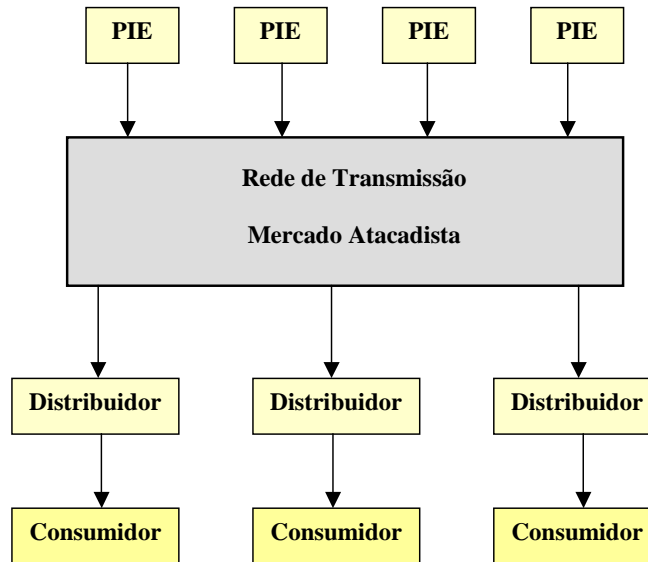 PIE
PIE
PIE
PIE
Rede de Transmissão
Mercado Atacadista
Distribuidor
Distribuidor
Distribuidor
Consumidor
Consumidor
Consumidor